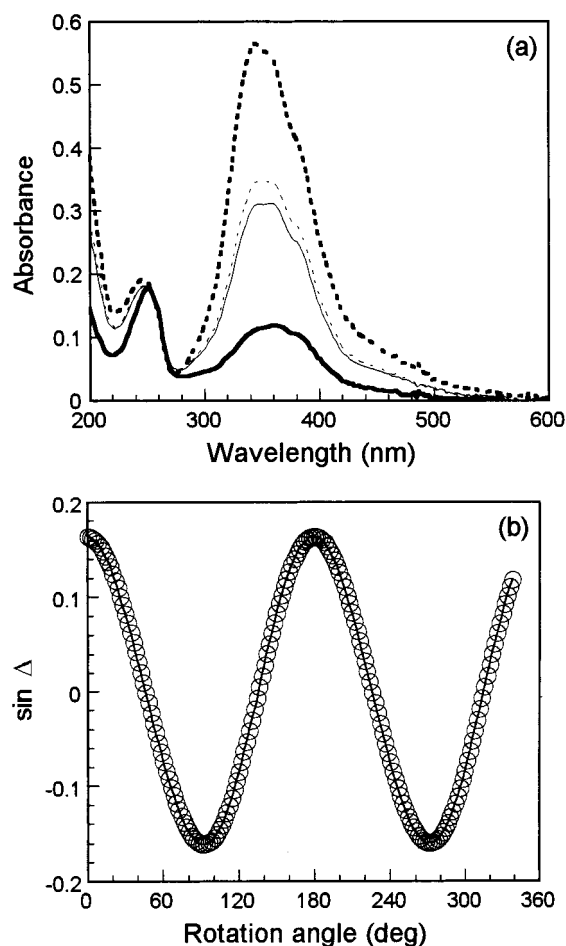 (a)
0.6
0.5
0.4
0.3
0.2
0.1
0
Absorbance
200 300 400 500 600
Wavelength (nm)
(b)
0.2
0.1
0
-0.1
-0.2
sin Δ
0 60 120 180 240 300 360
Rotation angle (deg)